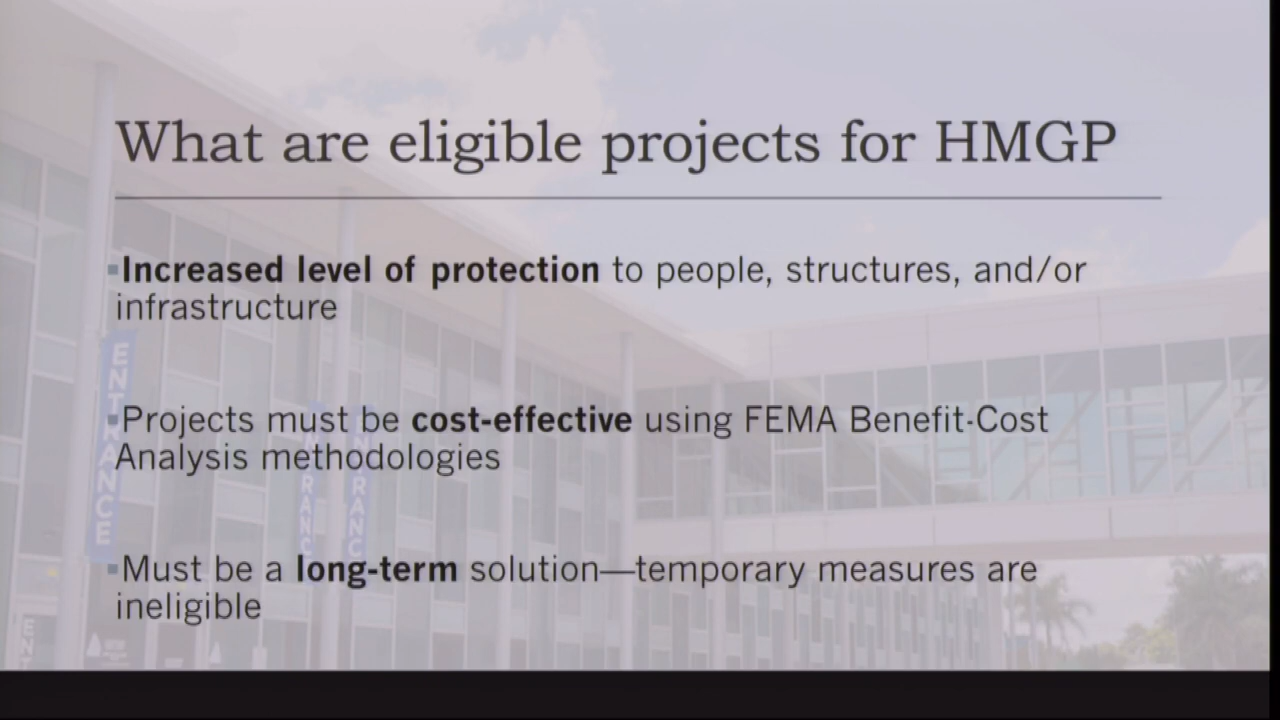 What are eligible projects for HMGP
▪Increased level of protection to people, structures, and/or
infrastructure
▪Projects must be cost-effective using FEMA Benefit-Cost
Analysis methodologies
▪Must be a long-term solution—temporary measures are
ineligible
ENTRANCE